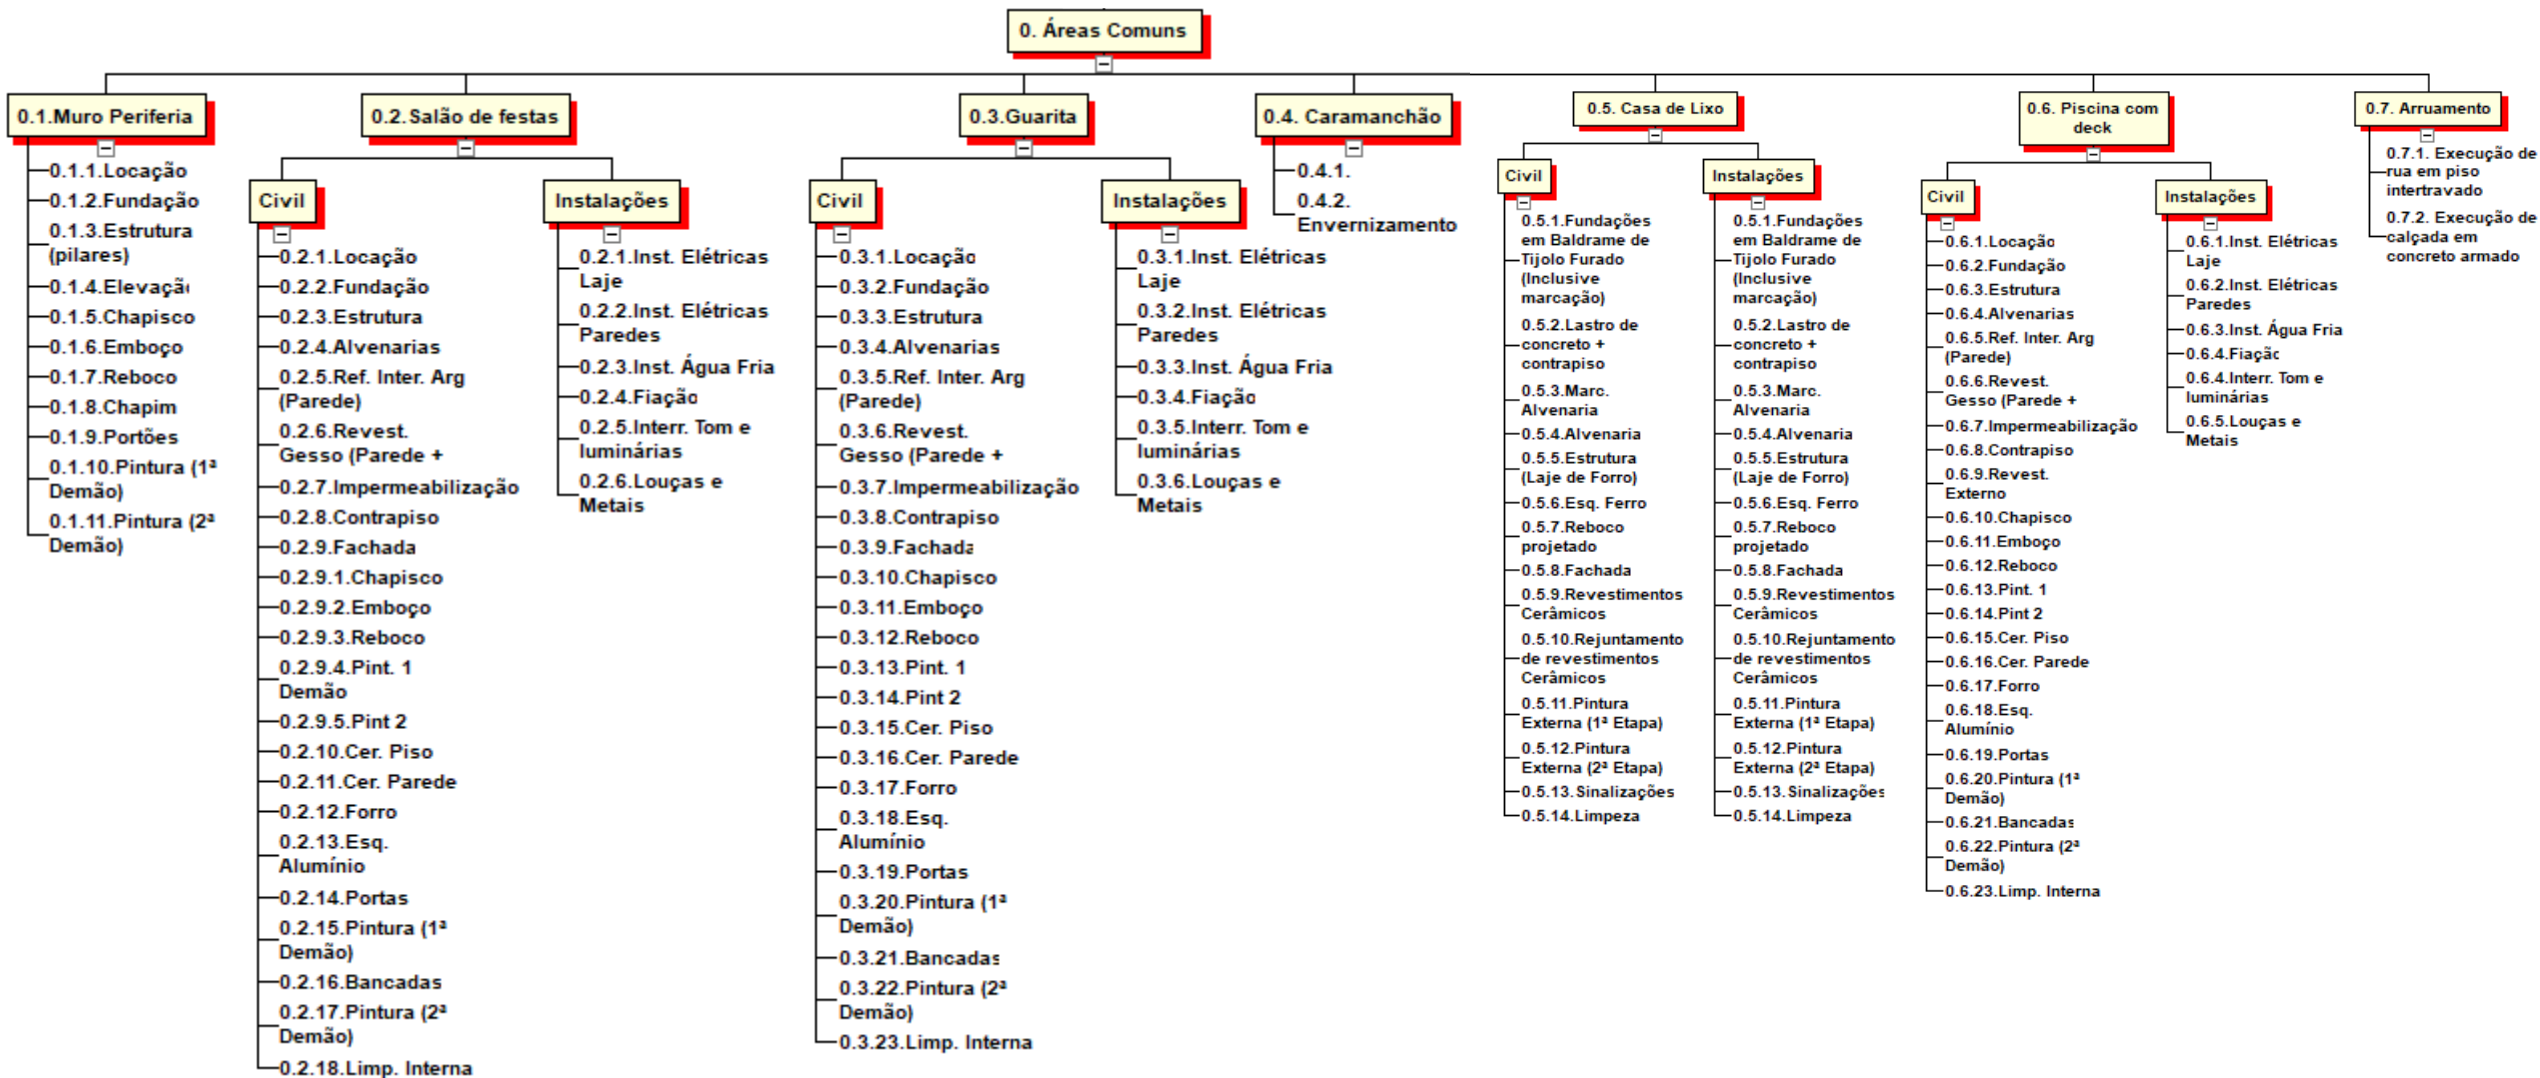 0. Áreas Comuns
0.1.Muro Periferia
0.1.1.Locação
0.1.2.Fundação
0.1.3.Estrutura
(pilares)
0.1.4.Elevaçã
0.1.5.Chapisco
0.1.6.Emboço
0.1.7.Reboco
0.1.8.Chapim
0.1.9.Portões
0.1.10.Pintura (1ª
Demão)
0.1.11.Pintura (2ª
Demão)
0.2.Salão de festas
Civil
0.2.1.Locação
0.2.2.Fundação
0.2.3.Estrutura
0.2.4.Alvenarias
0.2.5.Ref. Inter. Arg
(Parede)
0.2.6.Revest.
Gesso (Parede +
0.2.7.Impermeabilização
0.2.8.Contrapiso
0.2.9.Fachada
0.2.9.1.Chapisco
0.2.9.2.Emboço
0.2.9.3.Reboco
0.2.9.4.Pint. 1
Demão
0.2.9.5.Pint 2
0.2.10.Cer. Piso
0.2.11.Cer. Parede
0.2.12.Forro
0.2.13.Esq.
Alumínio
0.2.14.Portas
0.2.15.Pintura (1ª
Demão)
0.2.16.Bancadas
0.2.17.Pintura (2ª
Demão)
0.2.18.Limp. Interna
Instalações
0.2.1.Inst. Elétricas
Laje
0.2.2.Inst. Elétricas
Paredes
0.2.3.Inst. Água Fria
0.2.4.Fiação
0.2.5.Interr. Tom e
luminárias
0.2.6.Louças e
Metais
0.3.Guarita
Civil
0.3.1.Locação
0.3.2.Fundação
0.3.3.Estrutura
0.3.4.Alvenarias
0.3.5.Ref. Inter. Arg
(Parede)
0.3.6.Revest.
Gesso (Parede +
0.3.7.Impermeabilização
0.3.8.Contrapiso
0.3.9.Fachada
0.3.10.Chapisco
0.3.11.Emboço
0.3.12.Reboco
0.3.13.Pint. 1
0.3.14.Pint 2
0.3.15.Cer. Piso
0.3.16.Cer. Parede
0.3.17.Forro
0.3.18.Esq.
Alumínio
0.3.19.Portas
0.3.20.Pintura (1ª
Demão)
0.3.21.Bancadas
0.3.22.Pintura (2ª
Demão)
0.3.23.Limp. Interna
Instalações
0.3.1.Inst. Elétricas
Laje
0.3.2.Inst. Elétricas
Paredes
0.3.3.Inst. Água Fria
0.3.4.Fiação
0.3.5.Interr. Tom e
luminárias
0.3.6.Louças e
Metais
0.4. Caramanchão
0.4.1.
0.4.2.
Envernizamento
0.5. Casa de Lixo
Civil
0.5.1.Fundações
em Baldrame de
Tijolo Furado
(Inclusive
marcação)
0.5.2.Lastro de
concreto +
contrapiso
0.5.3.Marc.
Alvenaria
0.5.4.Alvenaria
0.5.5.Estrutura
(Laje de Forro)
0.5.6.Esq. Ferro
0.5.7.Reboco
projetado
0.5.8.Fachada
0.5.9.Revestimentos
Cerâmicos
0.5.10.Rejuntamento
de revestimentos
Cerâmicos
0.5.11.Pintura
Externa (1ª Etapa)
0.5.12.Pintura
Externa (2ª Etapa)
0.5.13.Sinalizações
0.5.14.Limpeza
Instalações
0.5.1.Fundações
em Baldrame de
Tijolo Furado
(Inclusive
marcação)
0.5.2.Lastro de
concreto +
contrapiso
0.5.3.Marc.
Alvenaria
0.5.4.Alvenaria
0.5.5.Estrutura
(Laje de Forro)
0.5.6.Esq. Ferro
0.5.7.Reboco
projetado
0.5.8.Fachada
0.5.9.Revestimentos
Cerâmicos
0.5.10.Rejuntamento
de revestimentos
Cerâmicos
0.5.11.Pintura
Externa (1ª Etapa)
0.5.12.Pintura
Externa (2ª Etapa)
0.5.13.Sinalizações
0.5.14.Limpeza
0.6. Piscina com
deck
Civil
0.6.1.Locação
0.6.2.Fundação
0.6.3.Estrutura
0.6.4.Alvenarias
0.6.5.Ref. Inter. Arg
(Parede)
0.6.6.Revest.
Gesso (Parede +
0.6.7.Impermeabilização
0.6.8.Contrapiso
0.6.9.Revest.
Externo
0.6.10.Chapisco
0.6.11.Emboço
0.6.12.Reboco
0.6.13.Pint. 1
0.6.14.Pint 2
0.6.15.Cer. Piso
0.6.16.Cer. Parede
0.6.17.Forro
0.6.18.Esq.
Alumínio
0.6.19.Portas
0.6.20.Pintura (1ª
Demão)
0.6.21.Bancadas
0.6.22.Pintura (2ª
Demão)
0.6.23.Limp. Interna
Instalações
0.6.1.Inst. Elétricas
Laje
0.6.2.Inst. Elétricas
Paredes
0.6.3.Inst. Água Fria
0.6.4.Fiação
0.6.4.Interr. Tom e
luminárias
0.6.5.Louças e
Metais
0.7. Arruamento
0.7.1. Execução de
rua em piso
intertravado
0.7.2. Execução de
calçada em
concreto armado